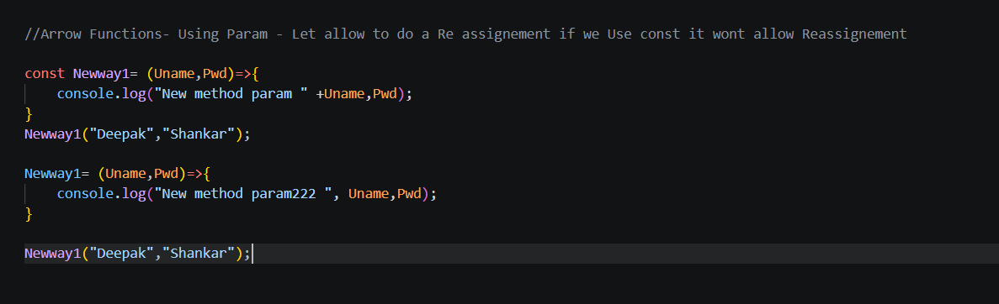 //Arrow Functions- Using Param - Let allow to do a Re assignement if we Use const it wont allow Reassignement
const Newway1= (Uname,Pwd)=>{
console.log("New method param " +Uname,Pwd);
}
Newway1("Deepak","Shankar");
Newway1= (Uname,Pwd)=>{
console.log("New method param222 ", Uname,Pwd);
}
Newway1("Deepak","Shankar");